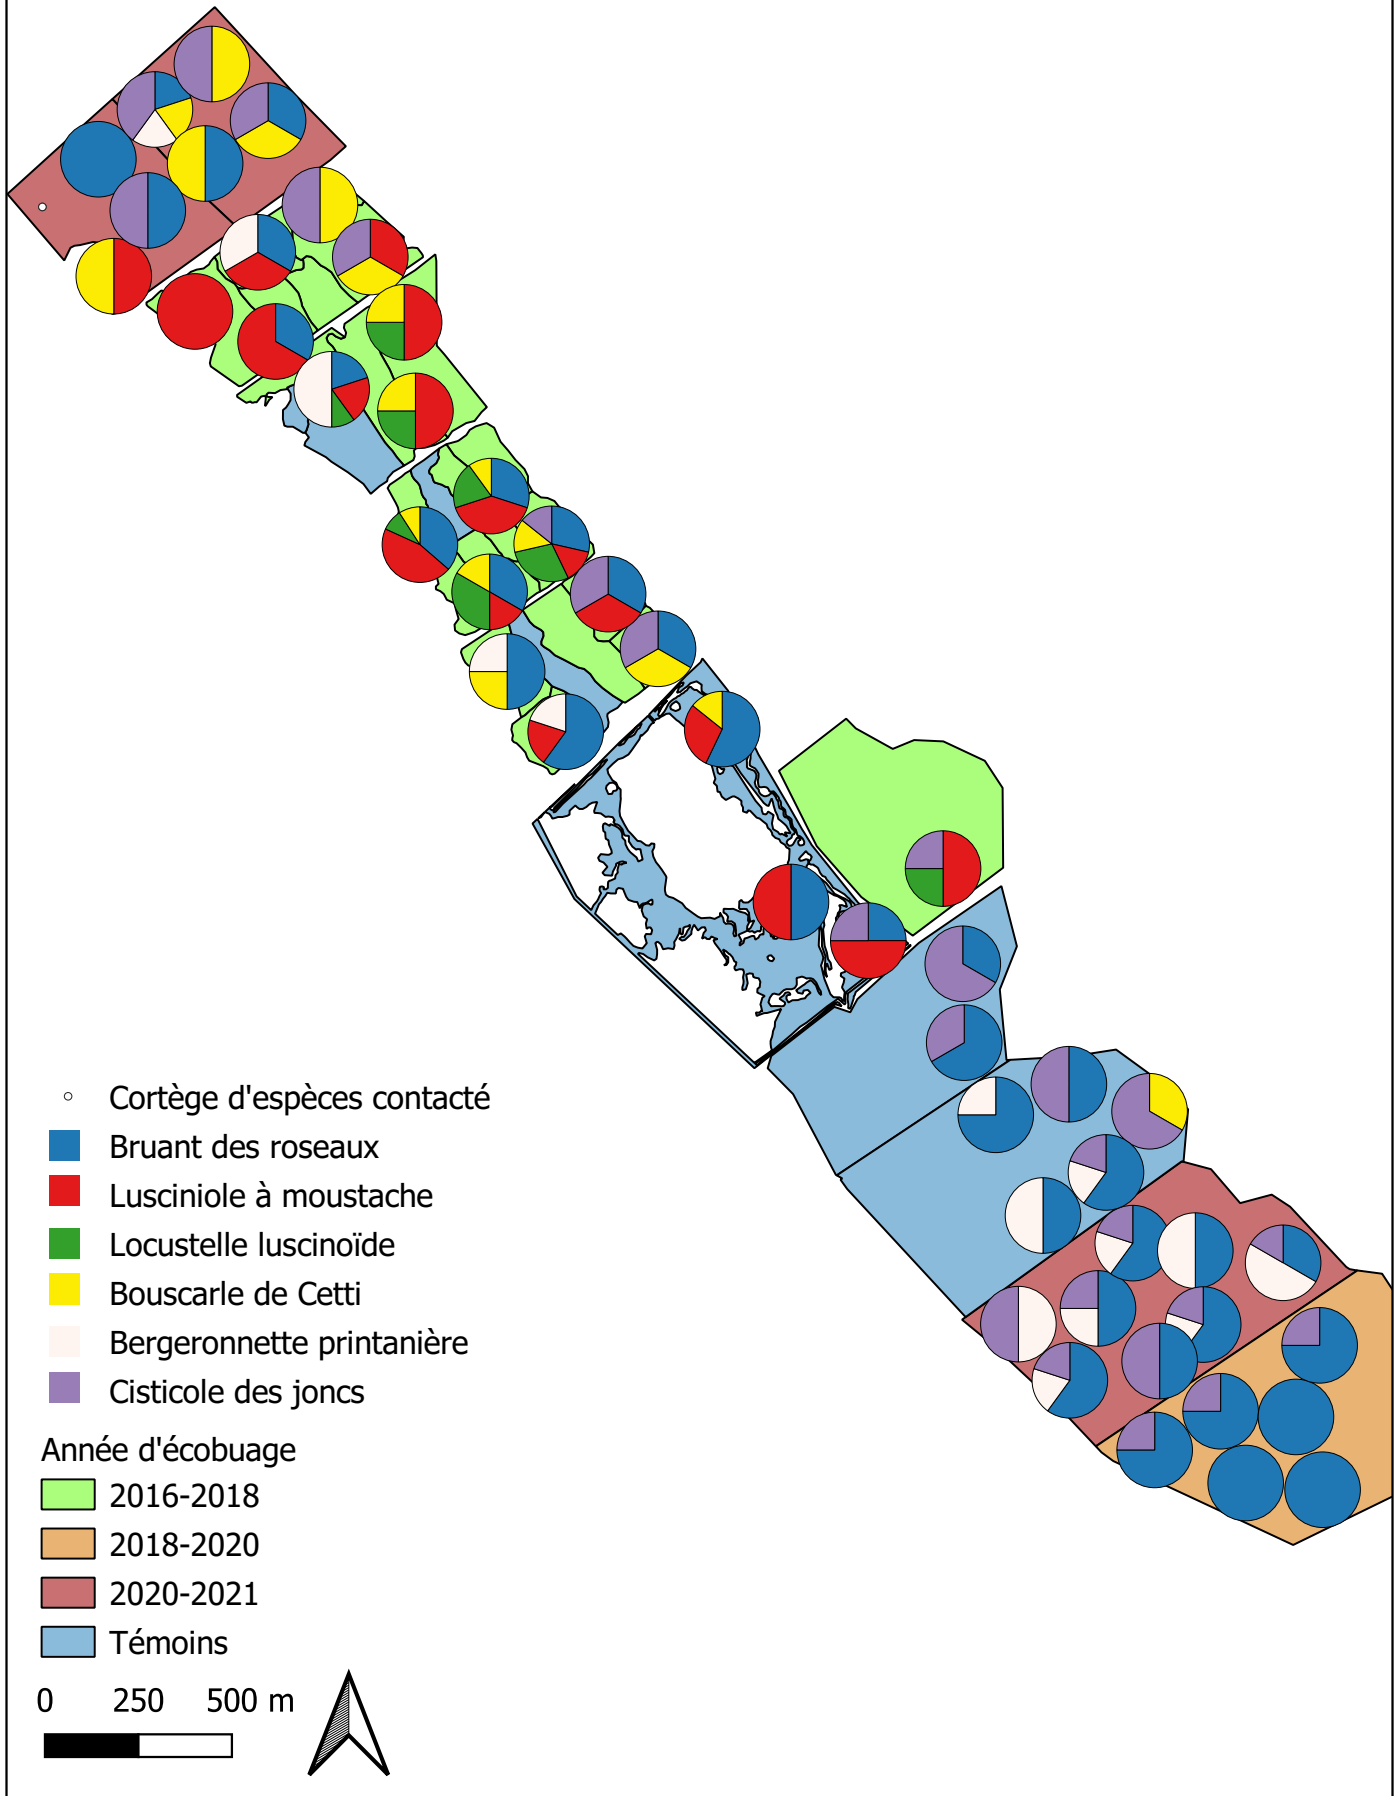 Cortège d'espèces contacté
Bruant des roseaux
Lusciniole à moustache
Locustelle luscinoïde
Bouscarle de Cetti
Bergeronnette printanière
Cisticole des joncs
Année d'écobuage
2016-2018
2018-2020
2020-2021
Témoins
0 250 500 m